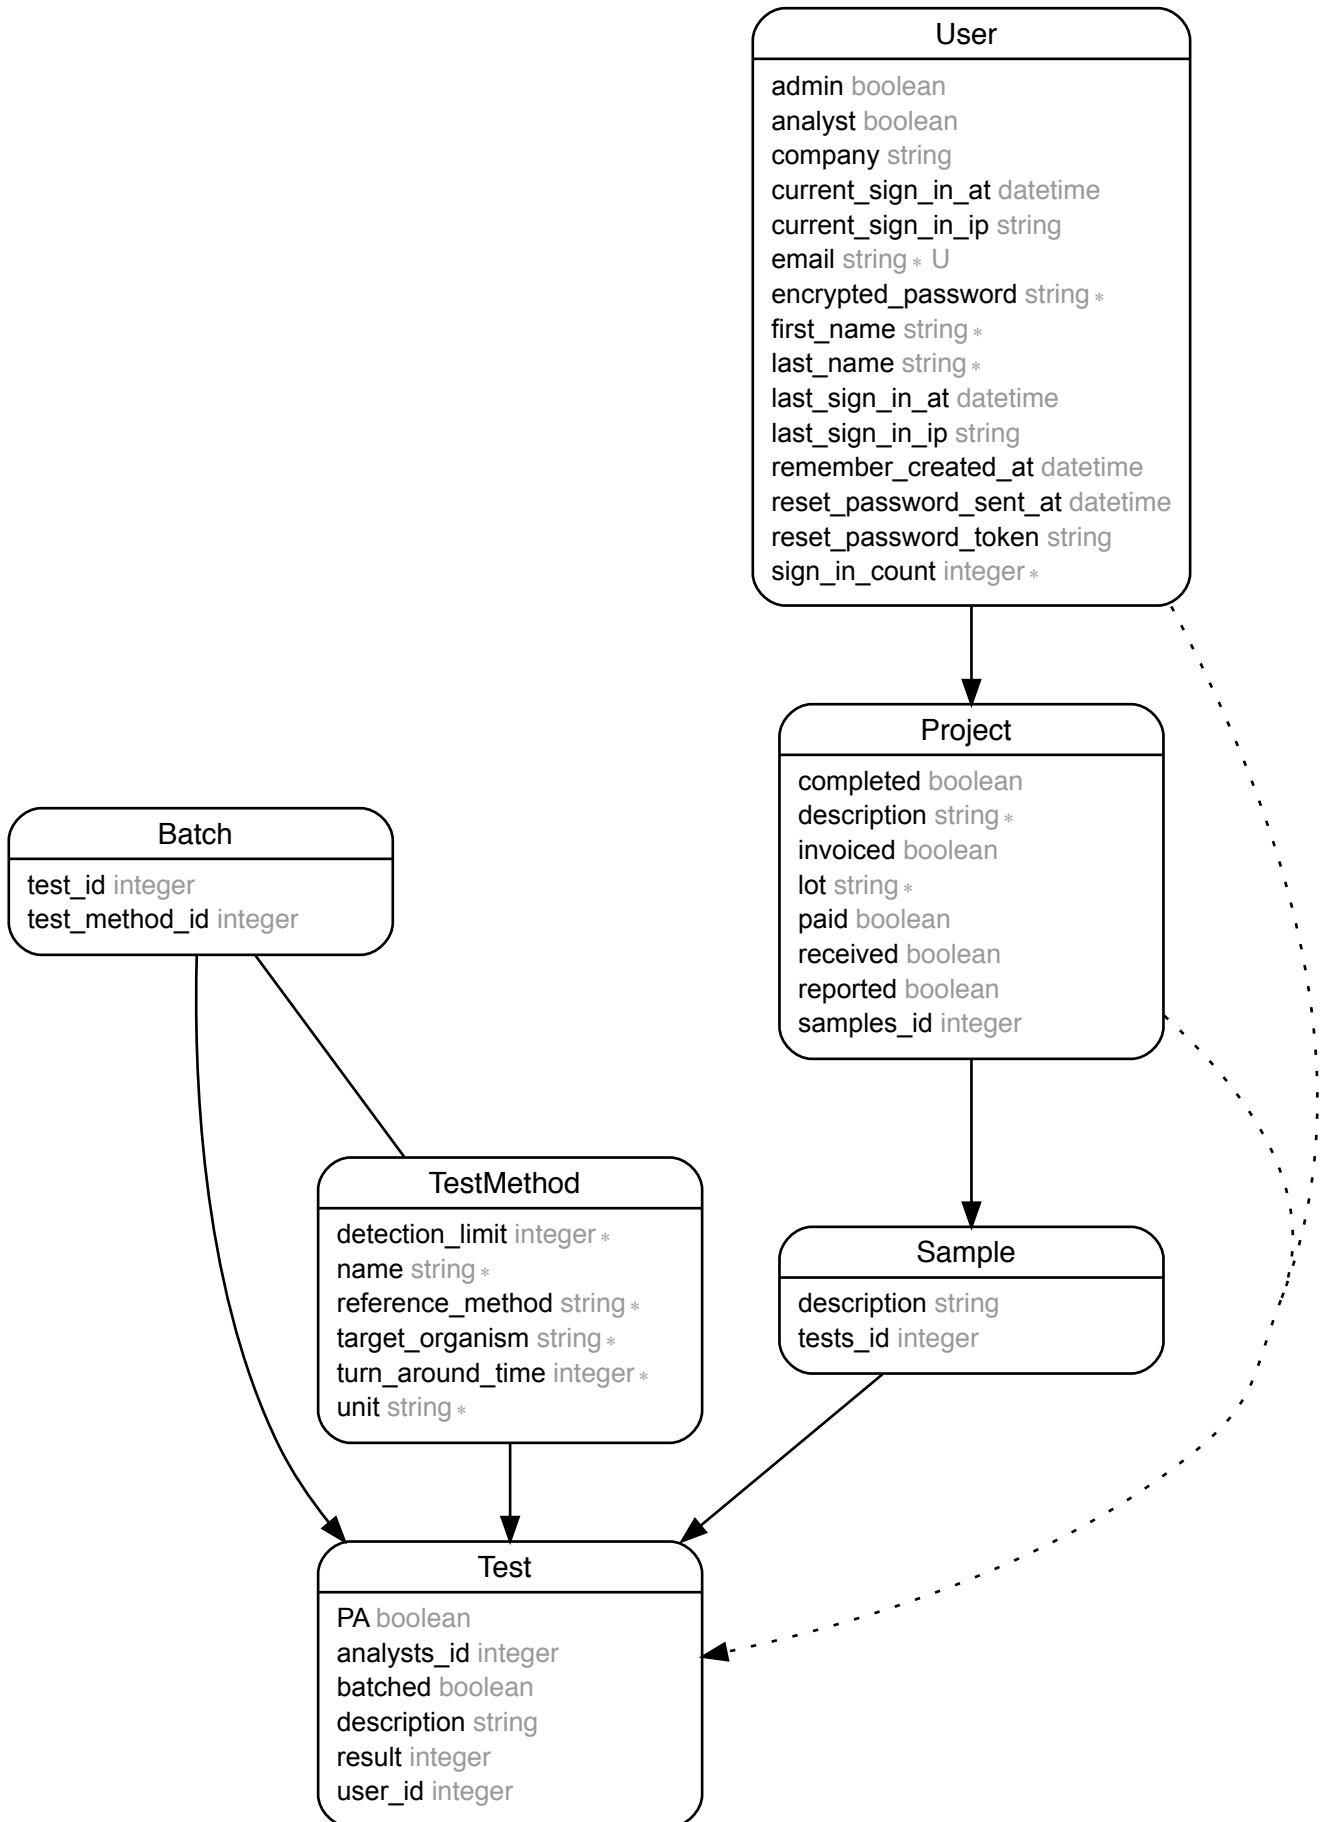 User
admin boolean
analyst boolean
company string
current_sign_in_at datetime
current_sign_in_ip string
email string * U
encrypted_password string *
first_name string *
last_name string *
last_sign_in_at datetime
last_sign_in_ip string
remember_created_at datetime
reset_password_sent_at datetime
reset_password_token string
sign_in_count integer *
Project
completed boolean
description string *
invoiced boolean
lot string *
paid boolean
received boolean
reported boolean
samples_id integer
Batch
test_id integer
test_method_id integer
TestMethod
detection_limit integer *
name string *
reference_method string *
target_organism string *
turn_around_time integer *
unit string *
Sample
description string
tests_id integer
Test
PA boolean
analysts_id integer
batched boolean
description string
result integer
user_id integer